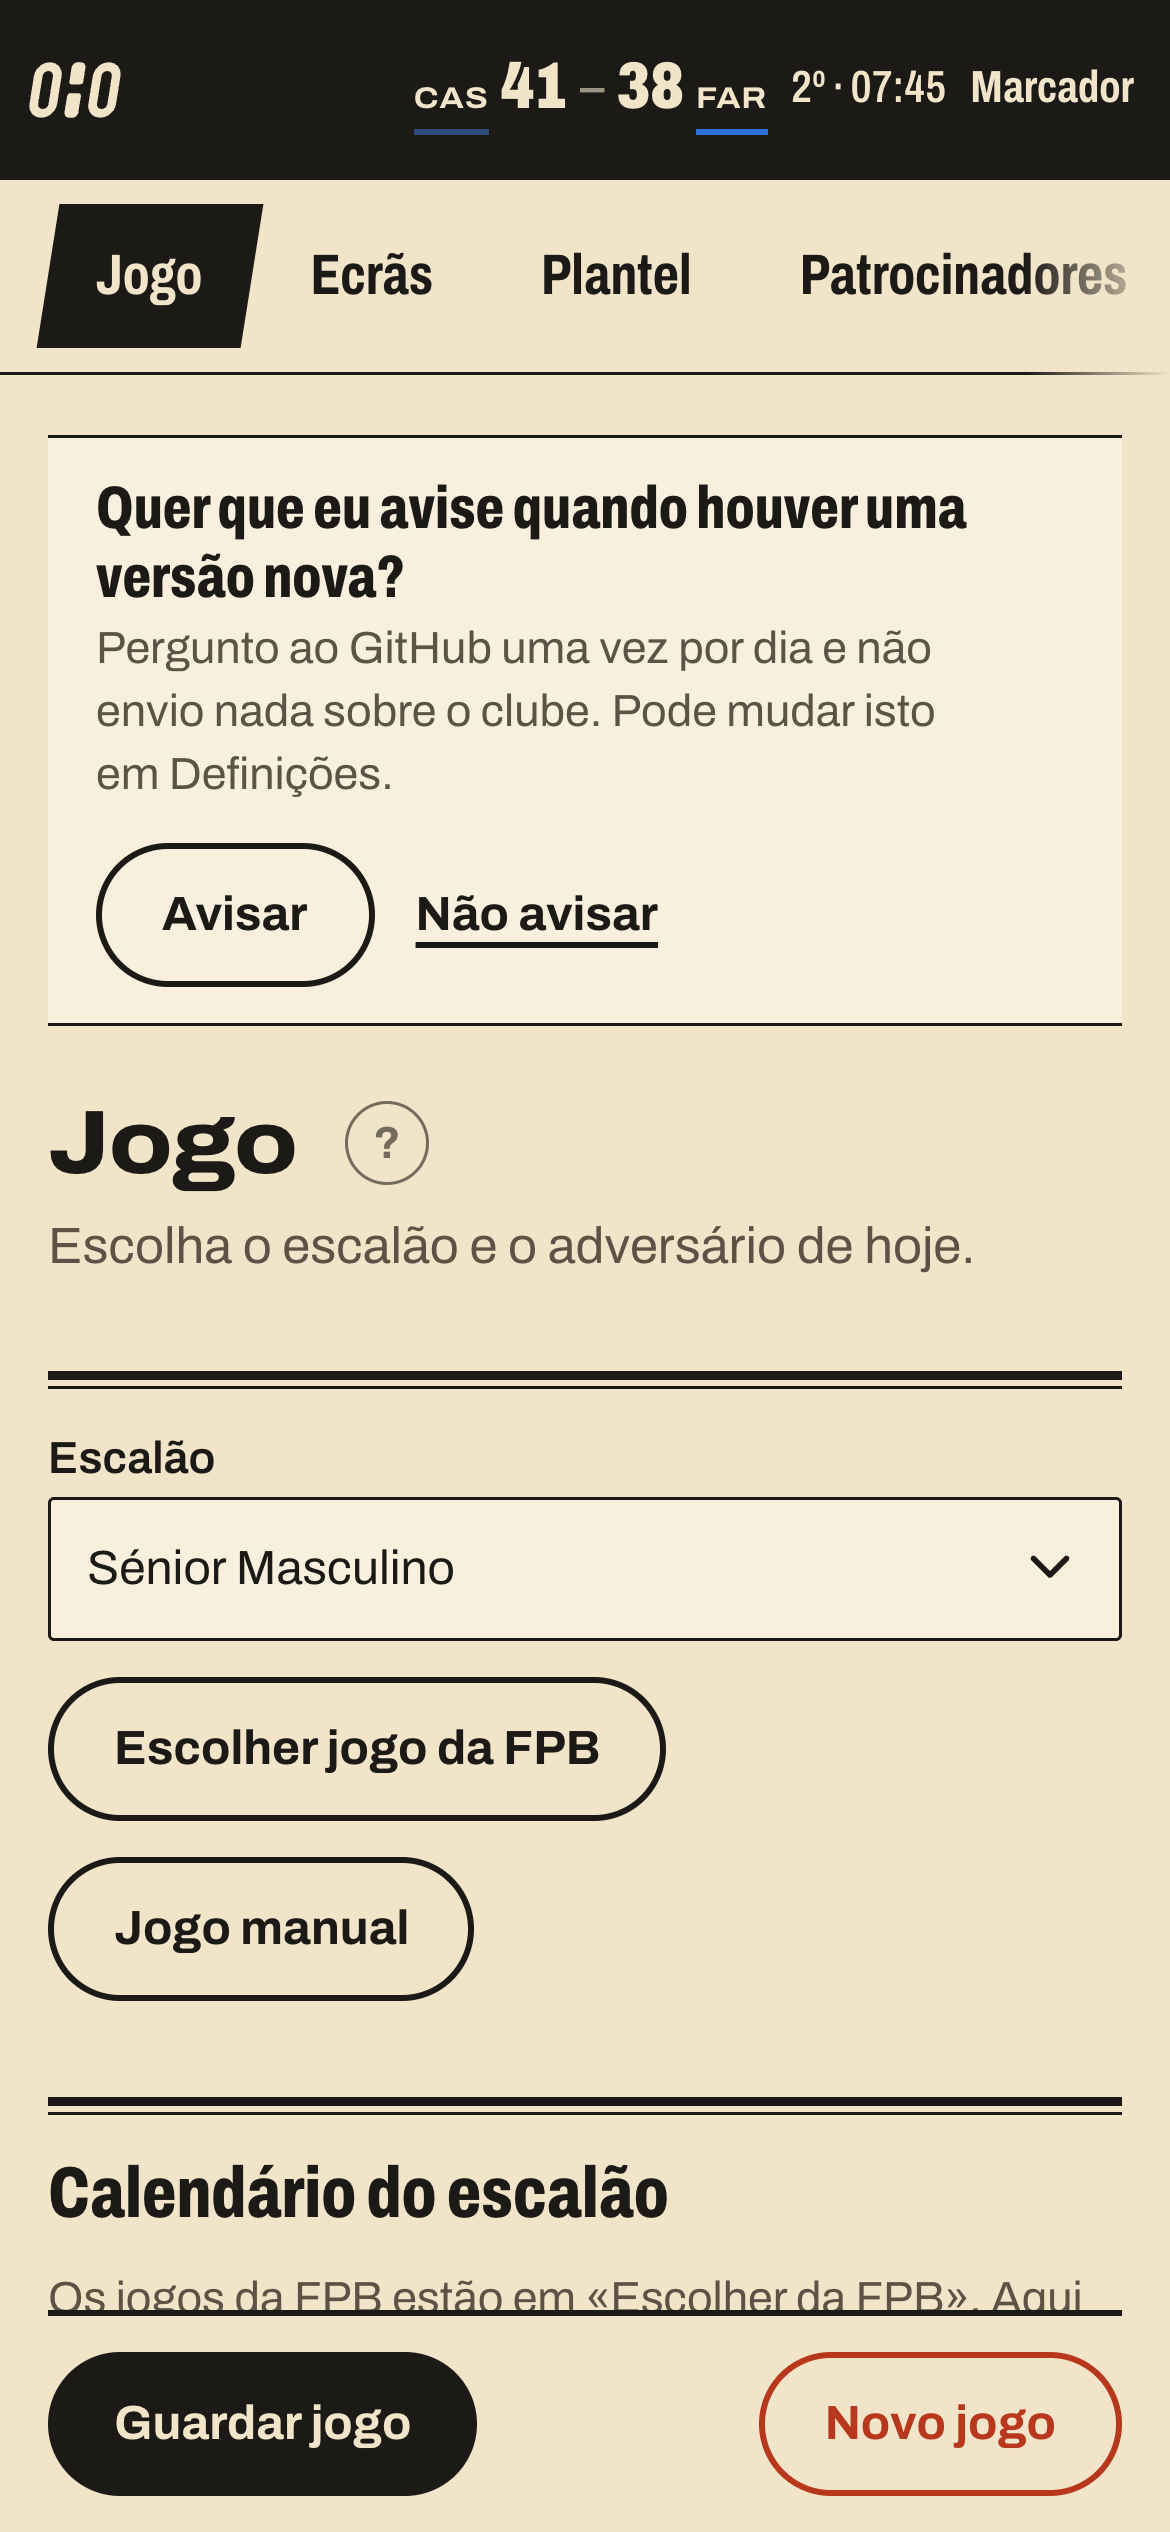 0:0
CAS 41 – 38 FAR 2º · 07:45 Marcador
Jogo Ecrãs Plantel Patrocinadores
Quer que eu avise quando houver uma
versão nova?
Pergunto ao GitHub uma vez por dia e não
envio nada sobre o clube. Pode mudar isto
em Definições.
Avisar Não avisar
Jogo ?
Escolha o escalão e o adversário de hoje.
Escalão
Sénior Masculino
Escolher jogo da FPB
Jogo manual
Calendário do escalão
Os jogos da FPB estão em «Escolher da FPB». Aqui
Guardar jogo Novo jogo